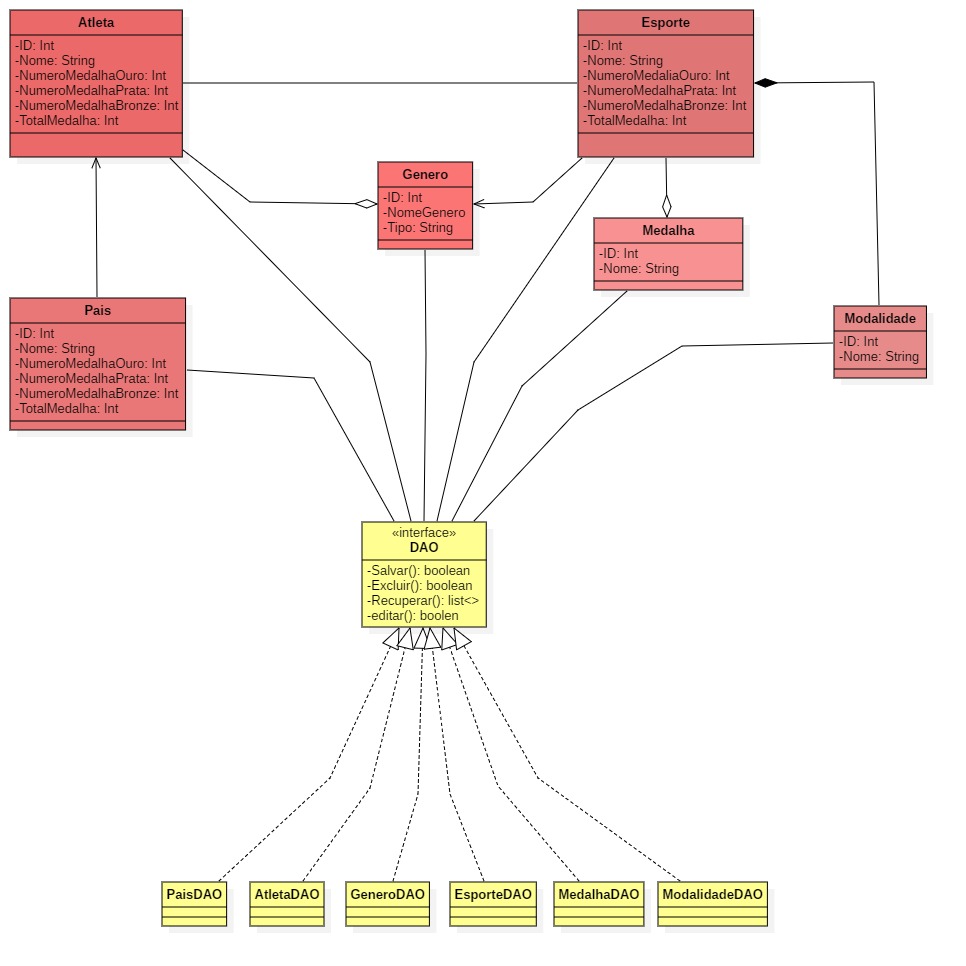 Atleta
-ID: Int
-Nome: String
-NumeroMedalhaOuro: Int
-NumeroMedalhaPrata: Int
-NumeroMedalhaBronze: Int
-TotalMedalha: Int
Esporte
-ID: Int
-Nome: String
-NumeroMedaliaOuro: Int
-NumeroMedalhaPrata: Int
-NumeroMedalhaBronze: Int
-TotalMedalha: Int
Genero
-ID: Int
-NomeGenero
-Tipo: String
Medalha
-ID: Int
-Nome: String
Pais
-ID: Int
-Nome: String
-NumeroMedalhaOuro: Int
-NumeroMedalhaPrata: Int
-NumeroMedalhaBronze: Int
-TotalMedalha: Int
Modalidade
-ID: Int
-Nome: String
«interface»
DAO
-Salvar(): boolean
-Excluir(): boolean
-Recuperar(): list<>
-editar(): boolen
PaisDAO
AtletaDAO
GeneroDAO
EsporteDAO
MedalhaDAO
ModalidadeDAO